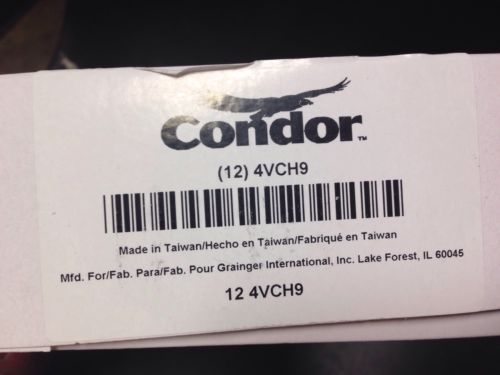 Condor™
(12) 4VCH9
Made in Taiwan/Hecho en Taiwan/Fabriqué en Taiwan
Mfd. For/Fab. Para/Fab. Pour Grainger International, Inc. Lake Forest, IL 60045
12 4VCH9